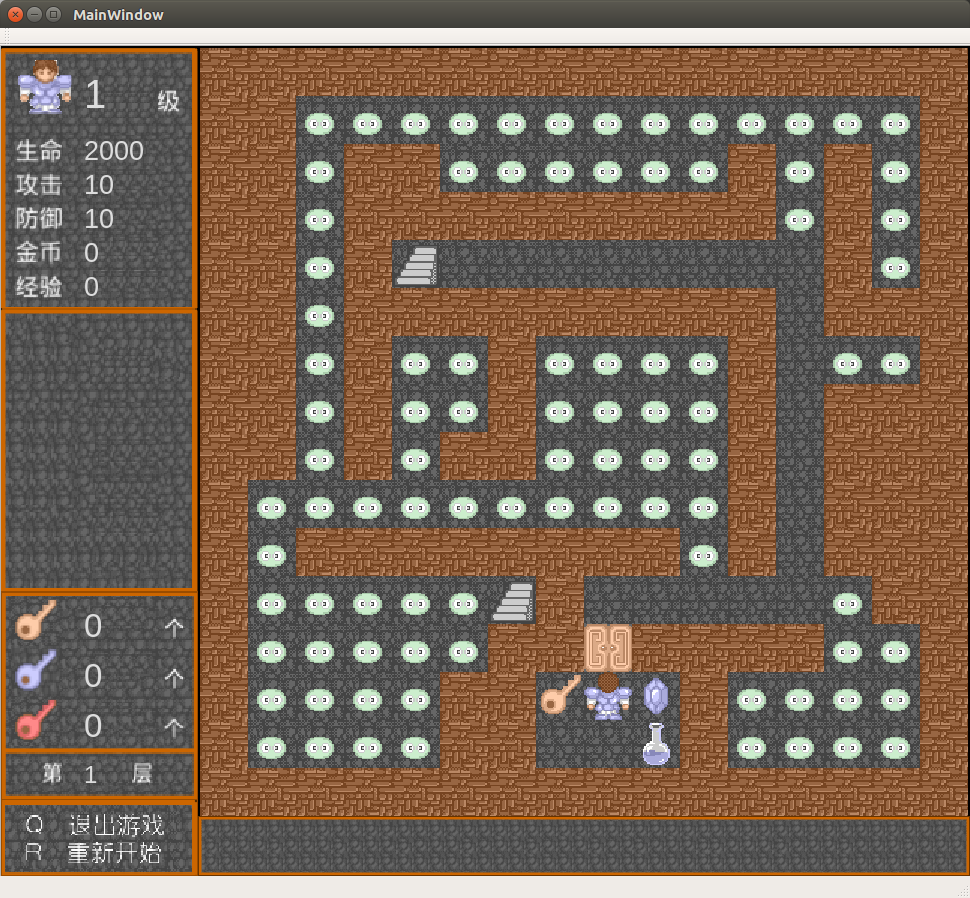 MainWindow
1 级
生命 2000
攻击 10
防御 10
金币 0
经验 0
0 个
0 个
0 个
第 1 层
Q 退出游戏
R 重新开始